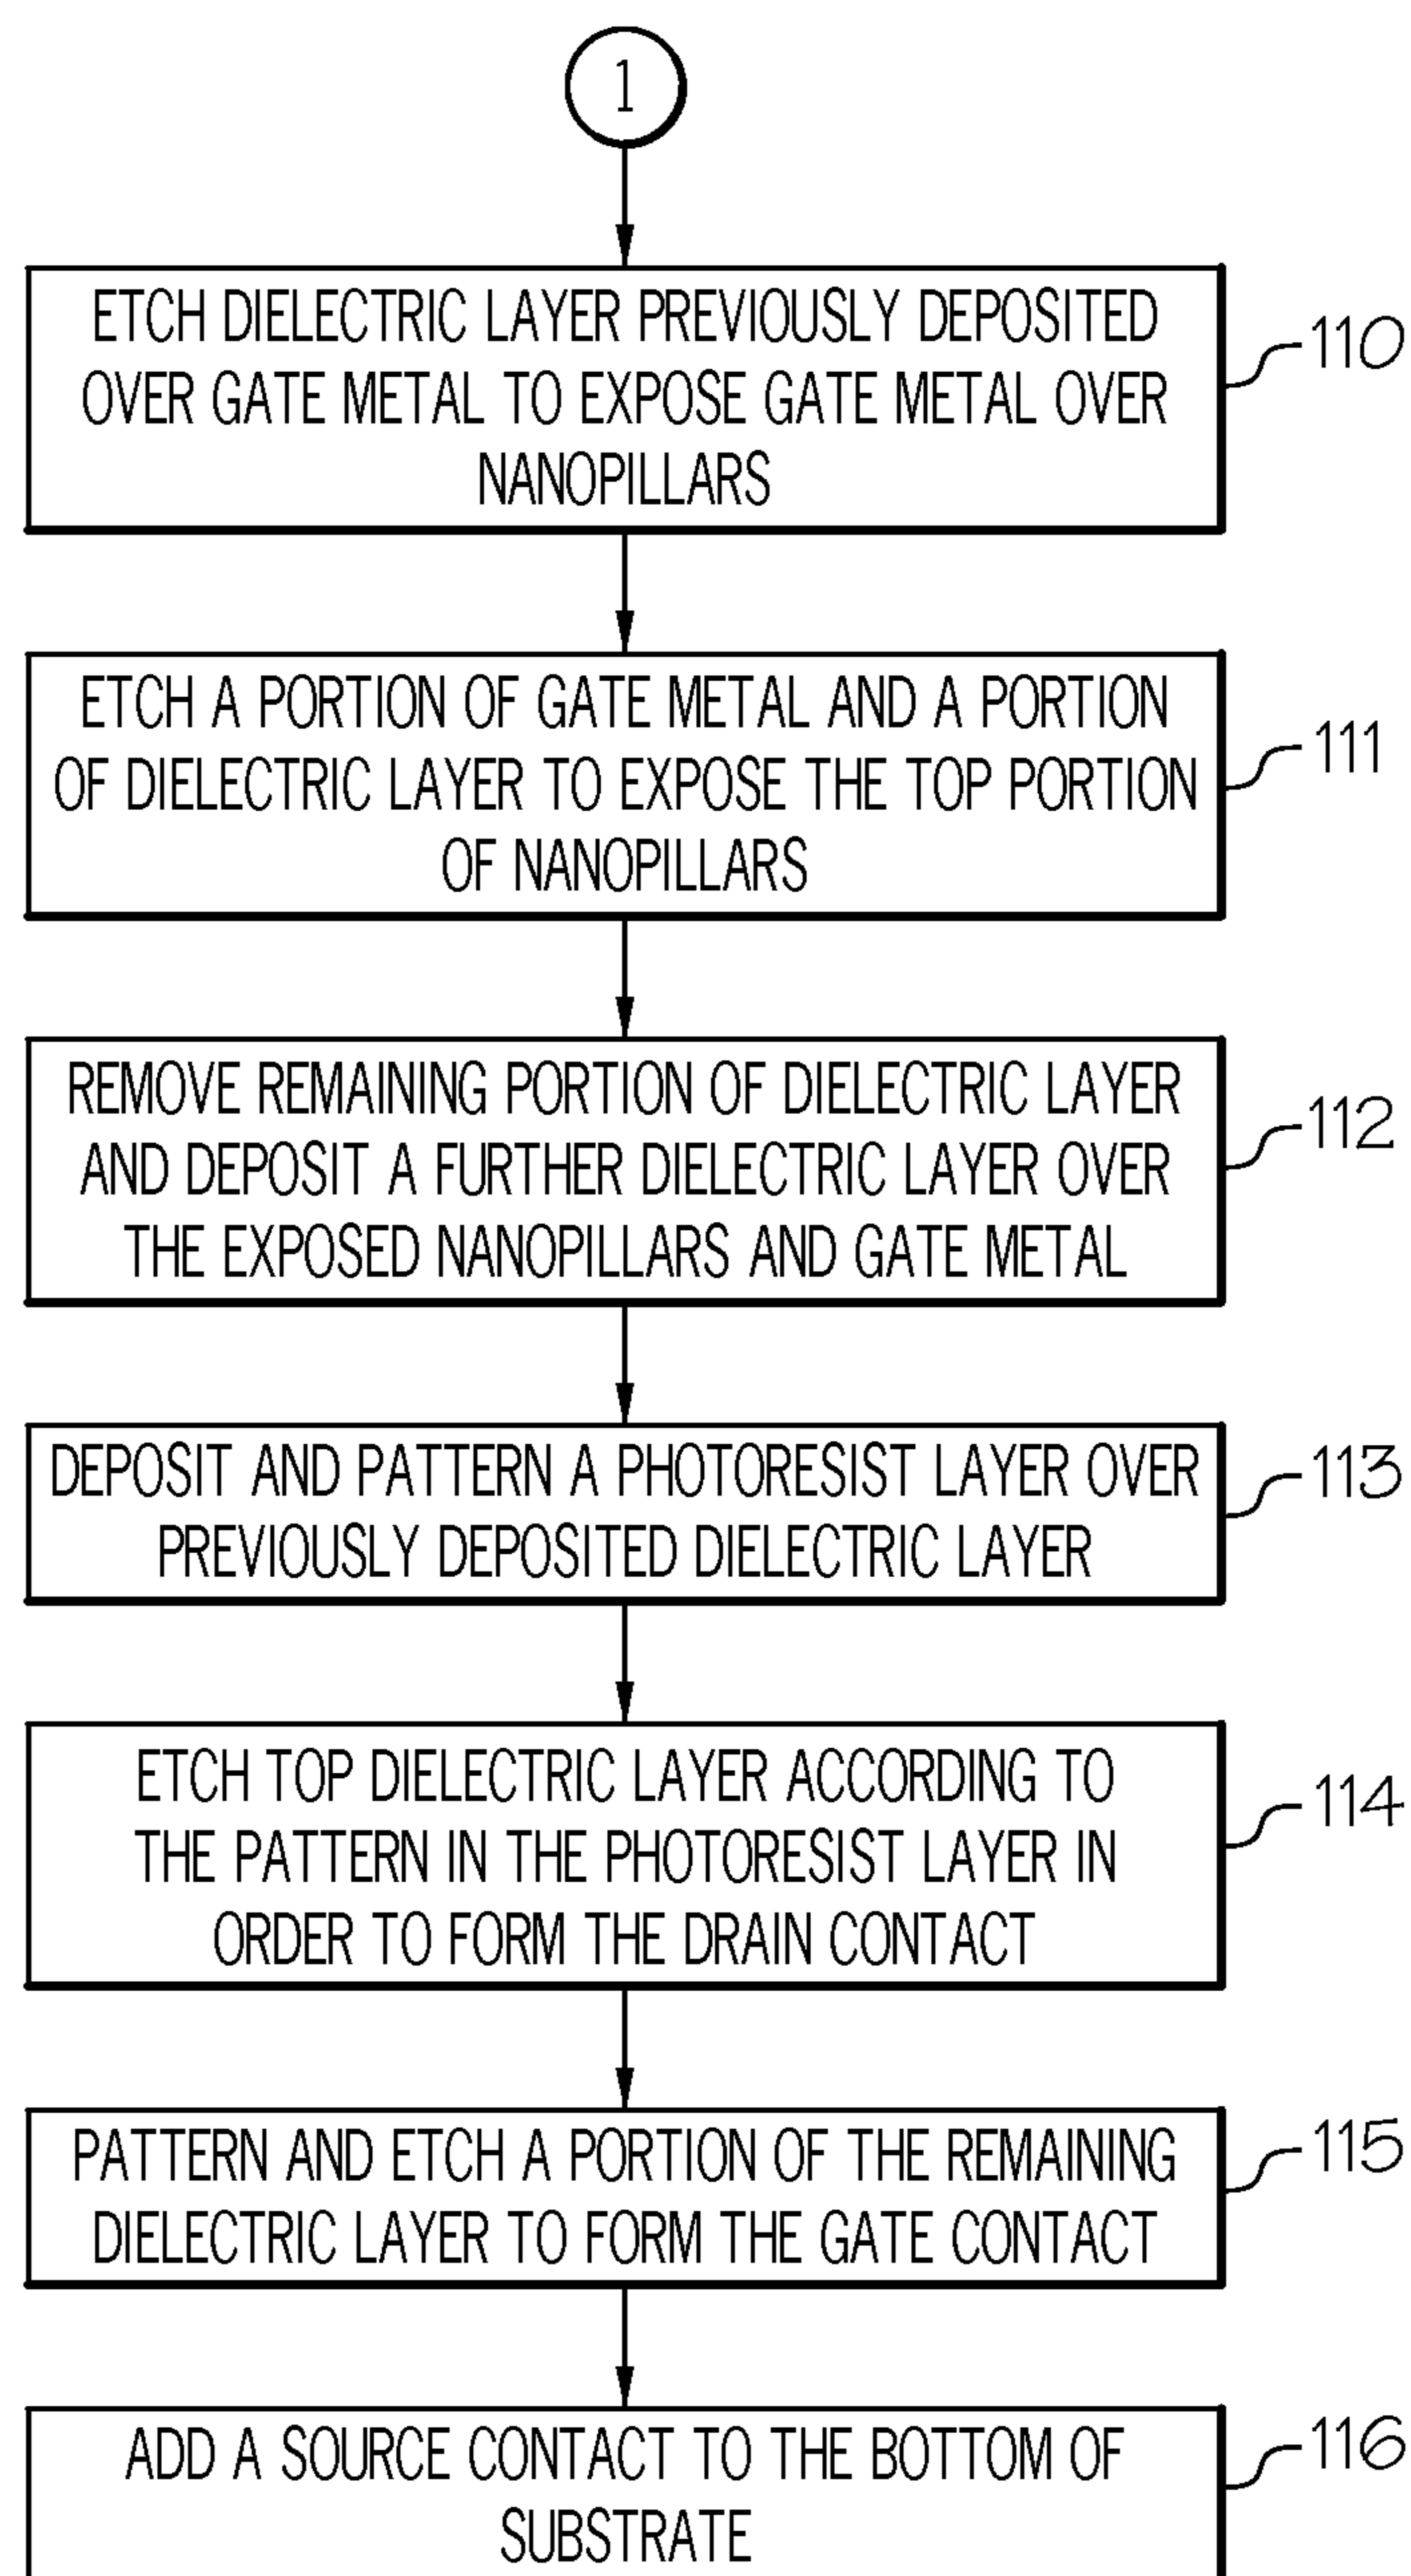 1
ETCH DIELECTRIC LAYER PREVIOUSLY DEPOSITED
OVER GATE METAL TO EXPOSE GATE METAL OVER
NANOPILLARS
110
ETCH A PORTION OF GATE METAL AND A PORTION
OF DIELECTRIC LAYER TO EXPOSE THE TOP PORTION
OF NANOPILLARS
111
REMOVE REMAINING PORTION OF DIELECTRIC LAYER
AND DEPOSIT A FURTHER DIELECTRIC LAYER OVER
THE EXPOSED NANOPILLARS AND GATE METAL
112
DEPOSIT AND PATTERN A PHOTORESIST LAYER OVER
PREVIOUSLY DEPOSITED DIELECTRIC LAYER
113
ETCH TOP DIELECTRIC LAYER ACCORDING TO
THE PATTERN IN THE PHOTORESIST LAYER IN
ORDER TO FORM THE DRAIN CONTACT
114
PATTERN AND ETCH A PORTION OF THE REMAINING
DIELECTRIC LAYER TO FORM THE GATE CONTACT
115
ADD A SOURCE CONTACT TO THE BOTTOM OF
SUBSTRATE
116